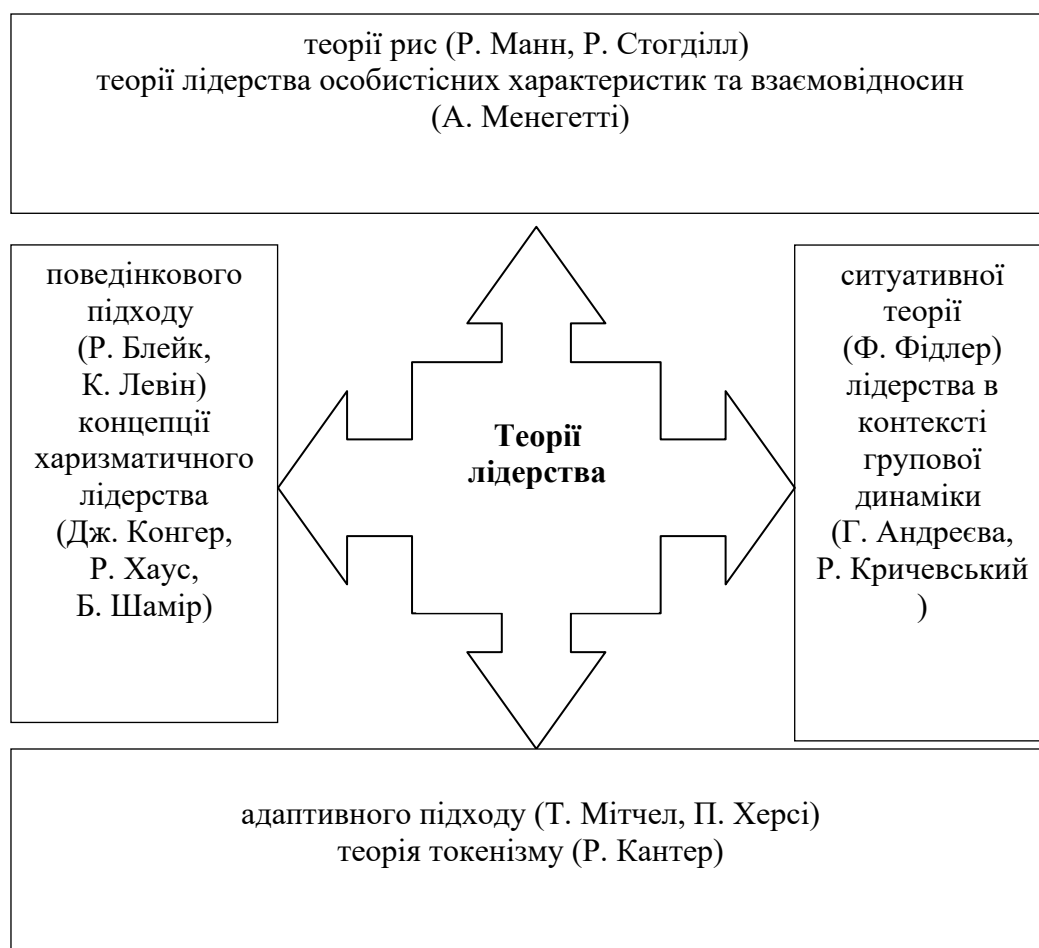 теорії рис (Р. Манн, Р. Стогділл)
теорії лідерства особистісних характеристик та взаємовідносин
(А. Менегетті)
поведінкового
підходу
(Р. Блейк,
К. Левін)
концепції
харизматичного
лідерства
(Дж. Конгер,
Р. Хаус,
Б. Шамір)
Теорії
лідерства
ситуативної
теорії
(Ф. Фідлер)
лідерства в
контексті
групової
динаміки
(Г. Андреєва,
Р. Кричевський
)
адаптивного підходу (Т. Мітчел, П. Херсі)
теорія токенізму (Р. Кантер)